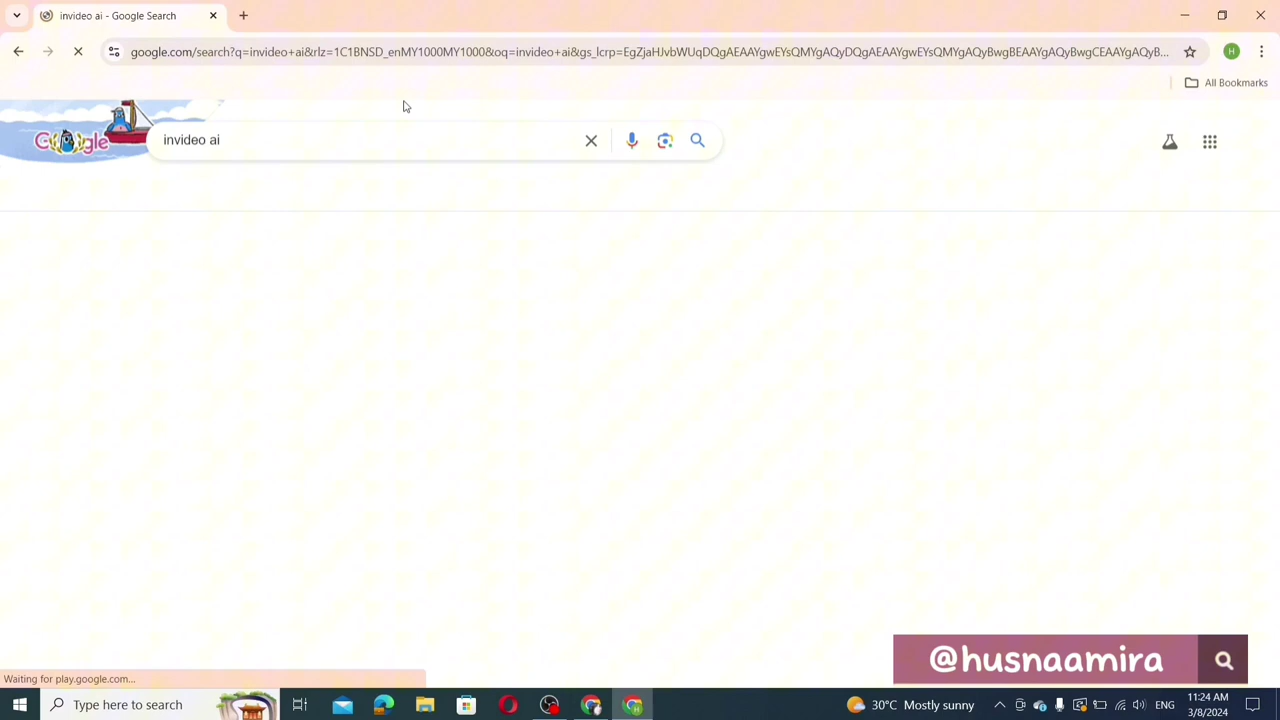 invideo ai - Google Search
google.com/search?q=invideo+ai&rlz=1C1BNSD_enMY1000MY1000&oq=invideo+ai&gs_lcrp=EgZjaHJvbWUqDQgAEAAYgwEYsQMYgAQyDQgAEAAYgwEYsQMYgAQyBwgBEAAYgAQyBwgCEAAYgAQyB...
All Bookmarks
Google
invideo ai
@husnaamira
Waiting for play.google.com...
Type here to search
30°C Mostly sunny
ENG
11:24 AM
3/8/2024
H
H